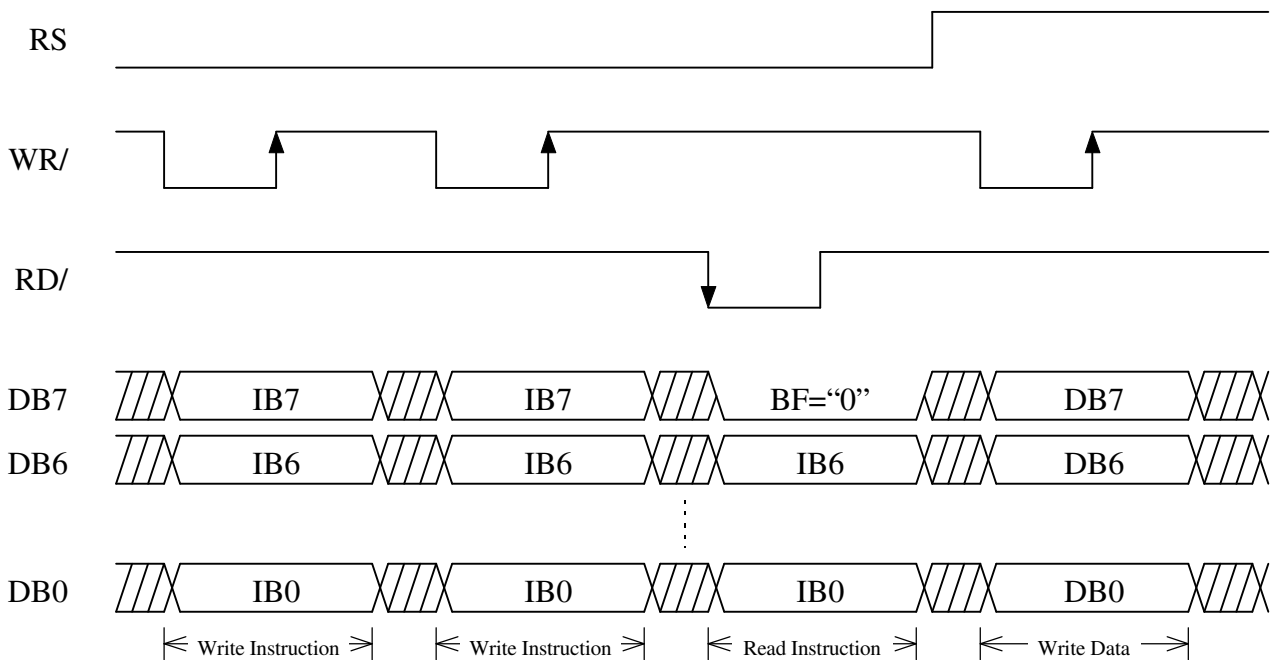 RS
WR/
RD/
DB7 IB7 IB7 BF=“0” DB7
DB6 IB6 IB6 IB6 DB6
DB0 IB0 IB0 IB0 DB0
Write Instruction Write Instruction Read Instruction Write Data